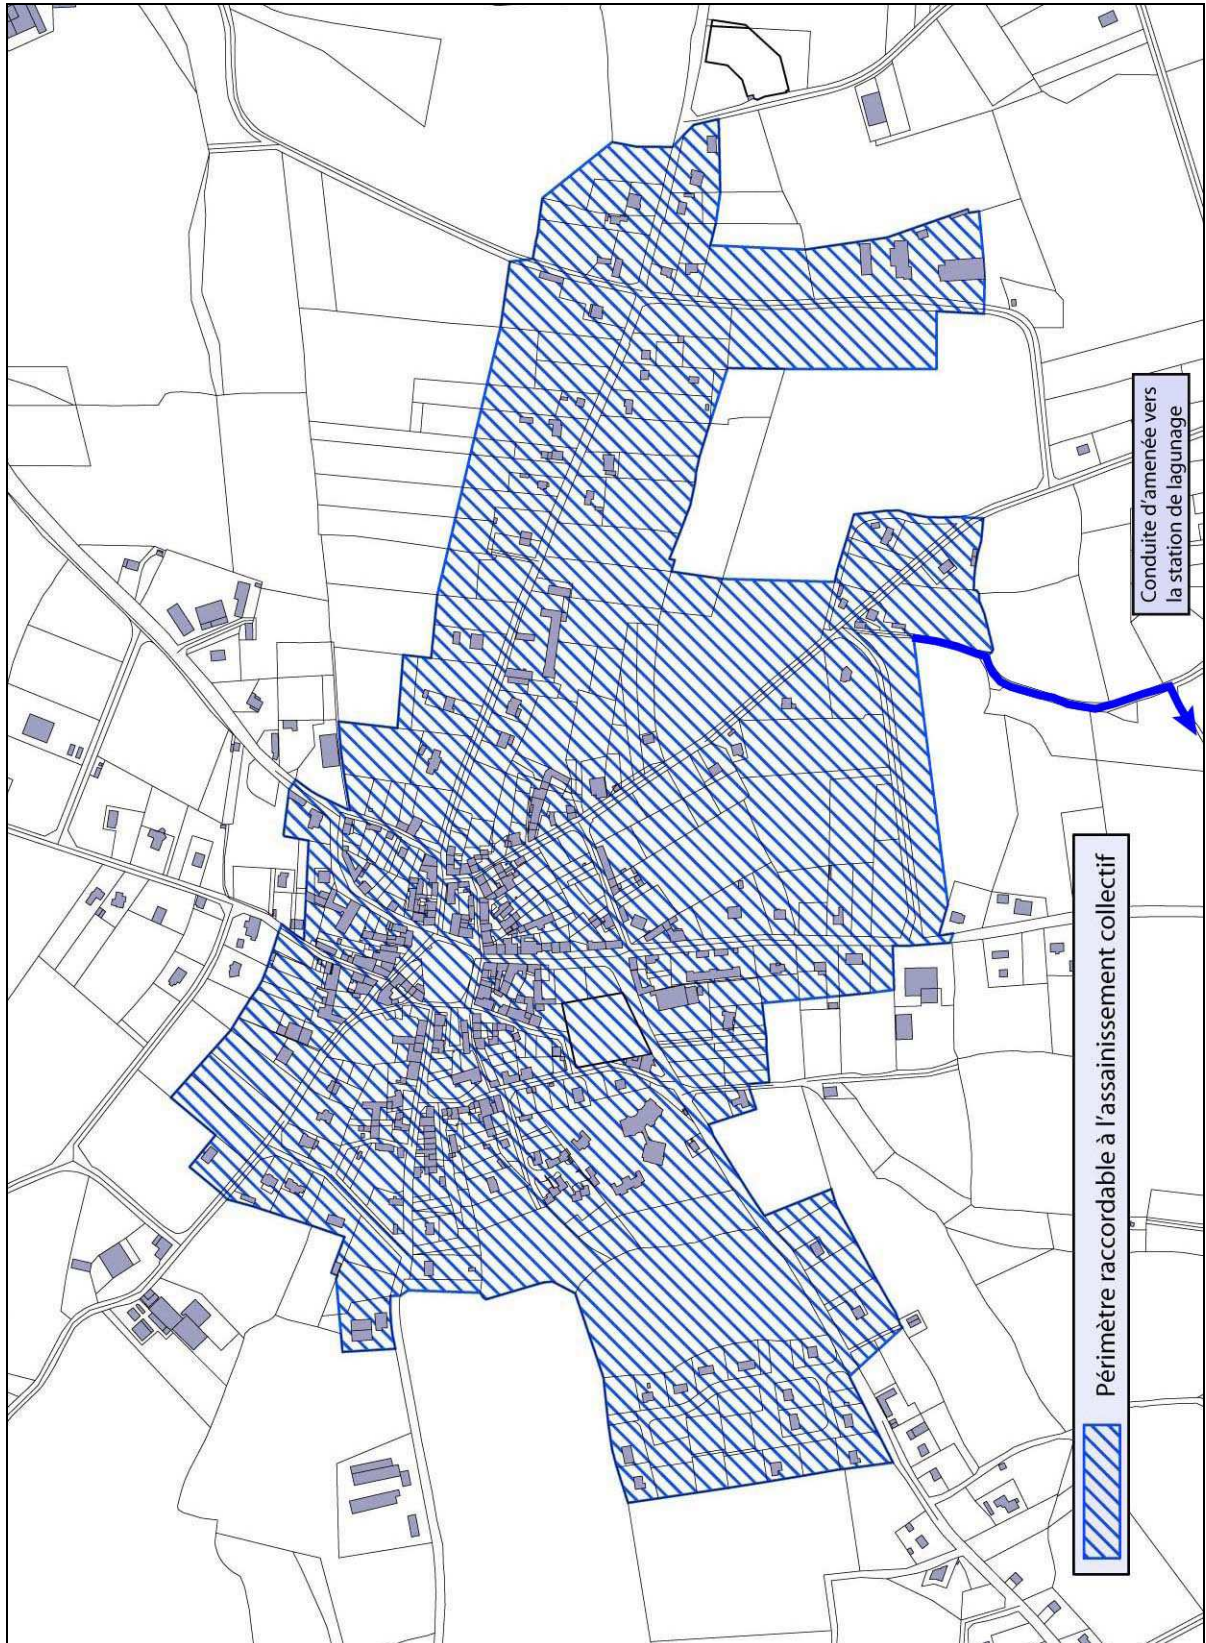 Conduite d'amenée vers
la station de lagunage
Périmètre raccordable à l'assainissement collectif